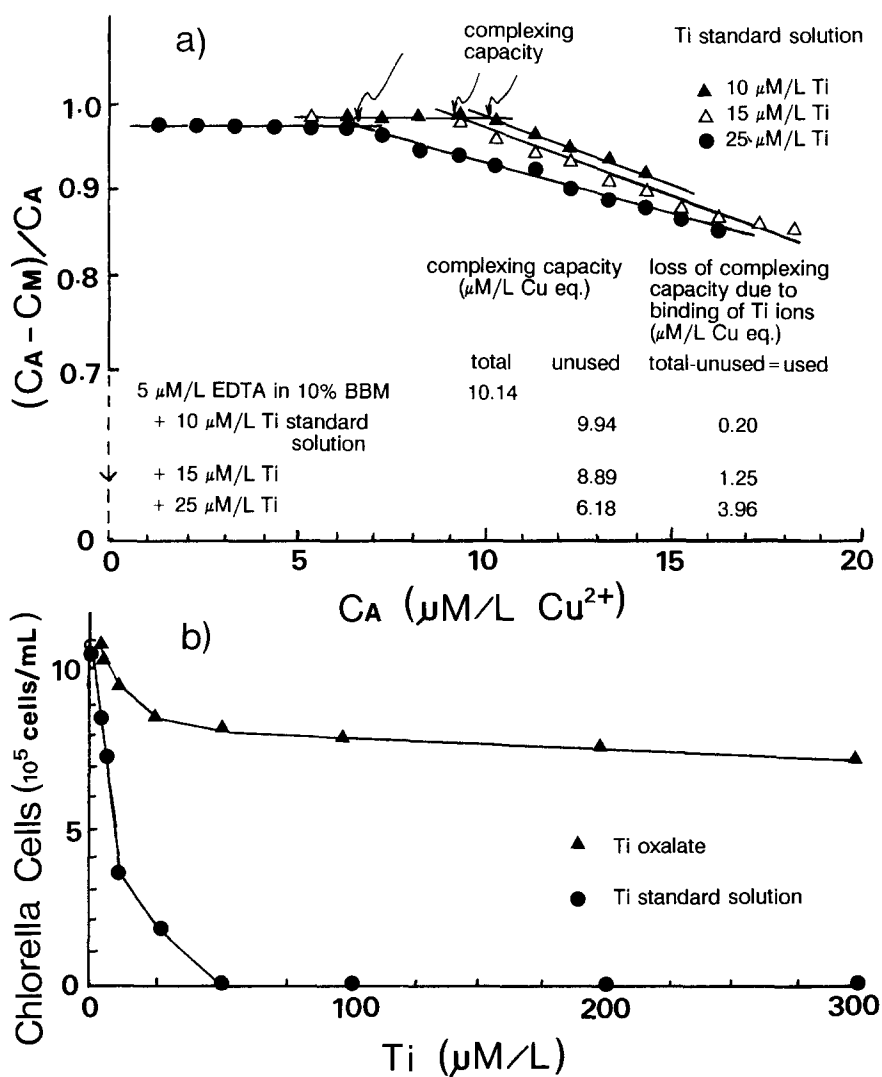 a)
complexing
capacity
Ti standard solution
▲ 10 μM/L Ti
△ 15 μM/L Ti
● 25 μM/L Ti
(CA - CM)/CA
1.0
0.9
0.8
0.7
0
complexing capacity
(μM/L Cu eq.)
loss of complexing
capacity due to
binding of Ti ions
(μM/L Cu eq.)
total unused total-unused = used
5 μM/L EDTA in 10% BBM 10.14
+ 10 μM/L Ti standard 9.94 0.20
solution
+ 15 μM/L Ti 8.89 1.25
+ 25 μM/L Ti 6.18 3.96
0 5 10 15 20
CA (μM/L Cu²⁺)
b)
Chlorella Cells (10⁵ cells/mL)
10
5
0
▲ Ti oxalate
● Ti standard solution
0 100 200 300
Ti (μM/L)